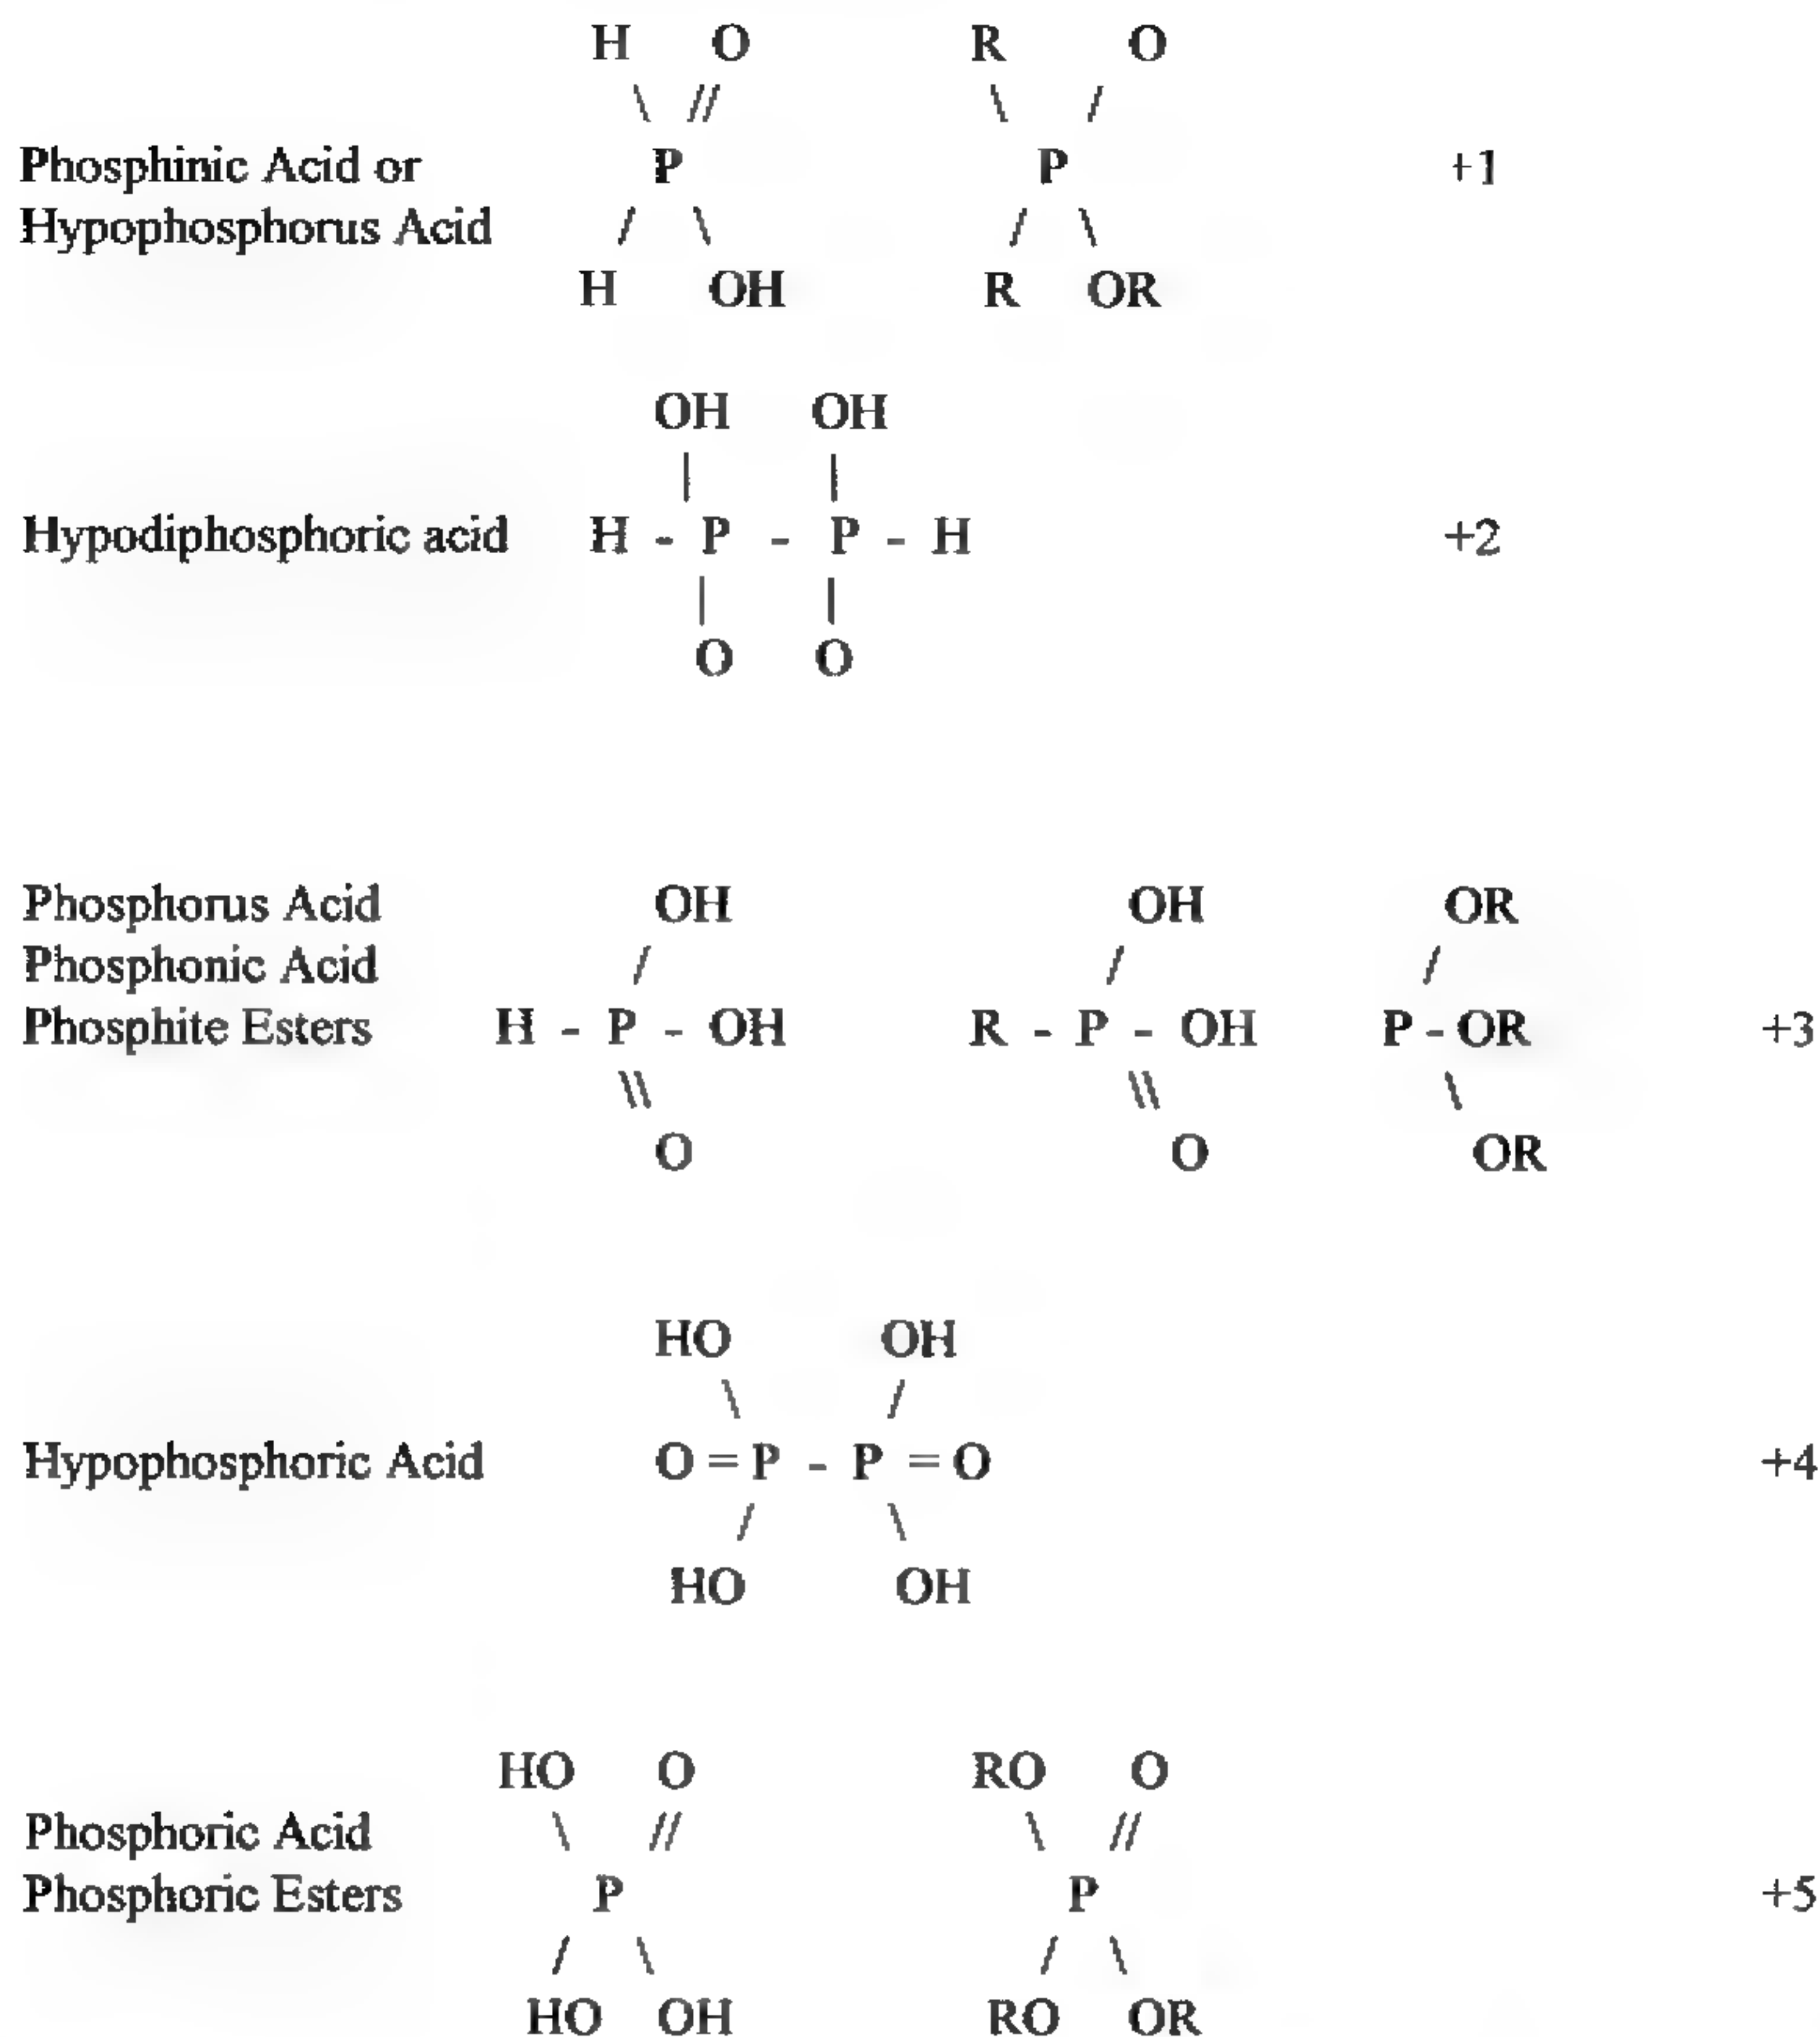 H O R O
\ // \ /
Phosphinic Acid or P P +1
Hypophosphorus Acid / \ / \
H OH R OR
OH OH
| |
Hypodiphosphoric acid H - P - P - H +2
| |
O O
Phosphorus Acid OH OH OR
Phosphonic Acid / / /
Phosphite Esters H - P - OH R - P - OH P - OR +3
\\ \\ \
O O OR
HO OH
\ /
Hypophosphoric Acid O = P - P = O +4
/ \
HO OH
HO O RO O
Phosphoric Acid \ // \ //
Phosphoric Esters P P +5
/ \ / \
HO OH RO OR